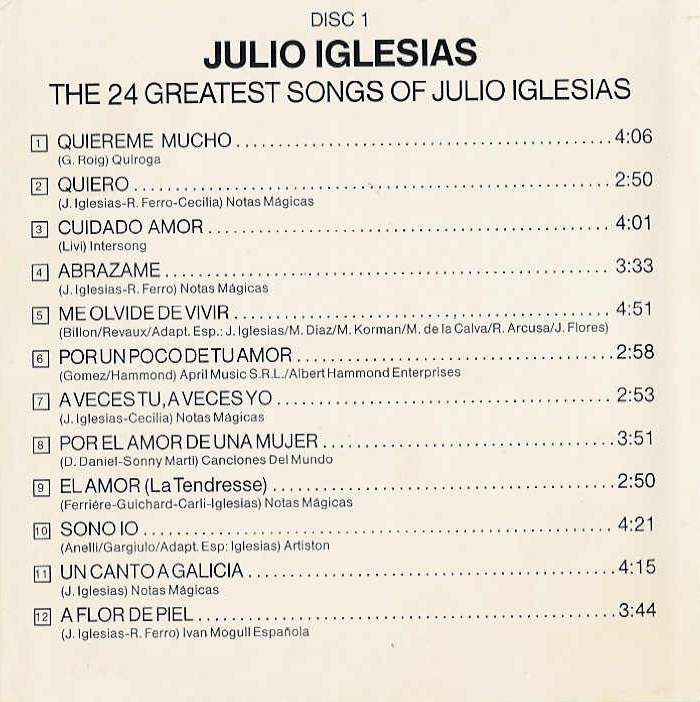 DISC 1
JULIO IGLESIAS
THE 24 GREATEST SONGS OF JULIO IGLESIAS
1 QUIEREME MUCHO 4:06
(G. Roig) Quiroga
2 QUIERO 2:50
(J. Iglesias-R. Ferro-Cecilia) Notas Mágicas
3 CUIDADO AMOR 4:01
(Livi) Intersong
4 ABRAZAME 3:33
(J. Iglesias-R. Ferro) Notas Mágicas
5 ME OLVIDE DE VIVIR 4:51
(Billon/Revaux/Adapt. Esp.: J. Iglesias/M. Diaz/M. Korman/M. de la Calva/R. Arcusa/J. Flores)
6 POR UN POCO DE TU AMOR 2:58
(Gomez/Hammond) April Music S.R.L./Albert Hammond Enterprises
7 A VECES TU, A VECES YO 2:53
(J. Iglesias-Cecilia) Notas Mágicas
8 POR EL AMOR DE UNA MUJER 3:51
(D. Daniel-Sonny Marti) Canciones Del Mundo
9 EL AMOR (La Tendresse) 2:50
(Ferriére-Guichard-Carli-Iglesias) Notas Mágicas
10 SONO IO 4:21
(Anelli/Gargiulo/Adapt. Esp: Iglesias) Artiston
11 UN CANTO A GALICIA 4:15
(J. Iglesias) Notas Mágicas
12 A FLOR DE PIEL 3:44
(J. Iglesias-R. Ferro) Ivan Mogull Española